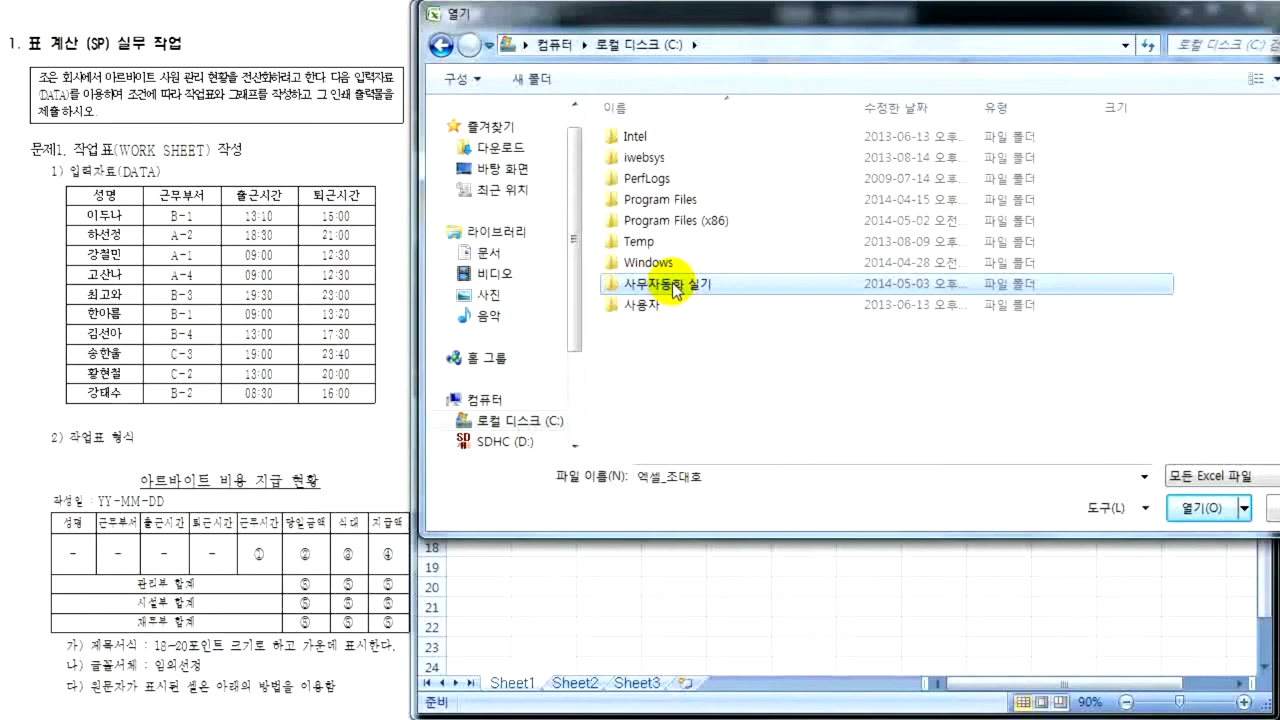 1. 표 계산 (SP) 실무 작업
조은 회사에서 아르바이트 사원 관리 현황을 전산화하려고 한다. 다음 입력자료
(DATA)를 이용하여 조건에 따라 작업표와 그래프를 작성하고, 그 인쇄 출력물을
제출하시오.
문제1. 작업표(WORK SHEET) 작성
1) 입력자료(DATA)
성명 근무부서 출근시간 퇴근시간
이두나 B-1 13:10 15:00
하선정 A-2 18:30 21:00
강철민 A-1 09:00 12:30
고산나 A-4 09:00 12:30
최고와 B-3 19:30 23:00
한아름 B-1 09:00 13:20
김선아 B-4 13:00 17:30
송한울 C-3 19:00 23:40
황현철 C-2 13:00 20:00
강태수 B-2 08:30 16:00
2) 작업표 형식
아르바이트 비용 지급 현황
작성일 : YY-MM-DD
성명 근무부서 출근시간 퇴근시간 근무시간 당일금액 식대 지급액
- - - - ① ② ③ ④
관리부 합계 ⑤ ⑤ ⑤
시설부 합계 ⑤ ⑤ ⑤
재무부 합계 ⑤ ⑤ ⑤
가) 제목서식 : 18-20포인트 크기로 하고 가운데 표시한다.
나) 글꼴서체 : 임의선정
다) 원문자가 표시된 셀은 아래의 방법을 이용함
열기
컴퓨터 로컬 디스크 (C:)
로컬 디스크 (C:) 검
구성 새 폴더
이름 수정한 날짜 유형 크기
Intel 2013-06-13 오후... 파일 폴더
iwebsys 2013-08-14 오후... 파일 폴더
PerfLogs 2009-07-14 오후... 파일 폴더
Program Files 2014-04-15 오후... 파일 폴더
Program Files (x86) 2014-05-02 오전... 파일 폴더
Temp 2013-08-09 오후... 파일 폴더
Windows 2014-04-28 오전... 파일 폴더
사무자동화 실기 2014-05-03 오후... 파일 폴더
사용자 2013-06-13 오후... 파일 폴더
즐겨찾기
다운로드
바탕 화면
최근 위치
라이브러리
문서
비디오
사진
음악
홈 그룹
컴퓨터
로컬 디스크 (C:)
SDHC (D:)
파일 이름(N): 엑셀_조대호 모든 Excel 파일
도구(L) 열기(O)
18
19
20
21
22
23
24
Sheet1 Sheet2 Sheet3
준비 90%